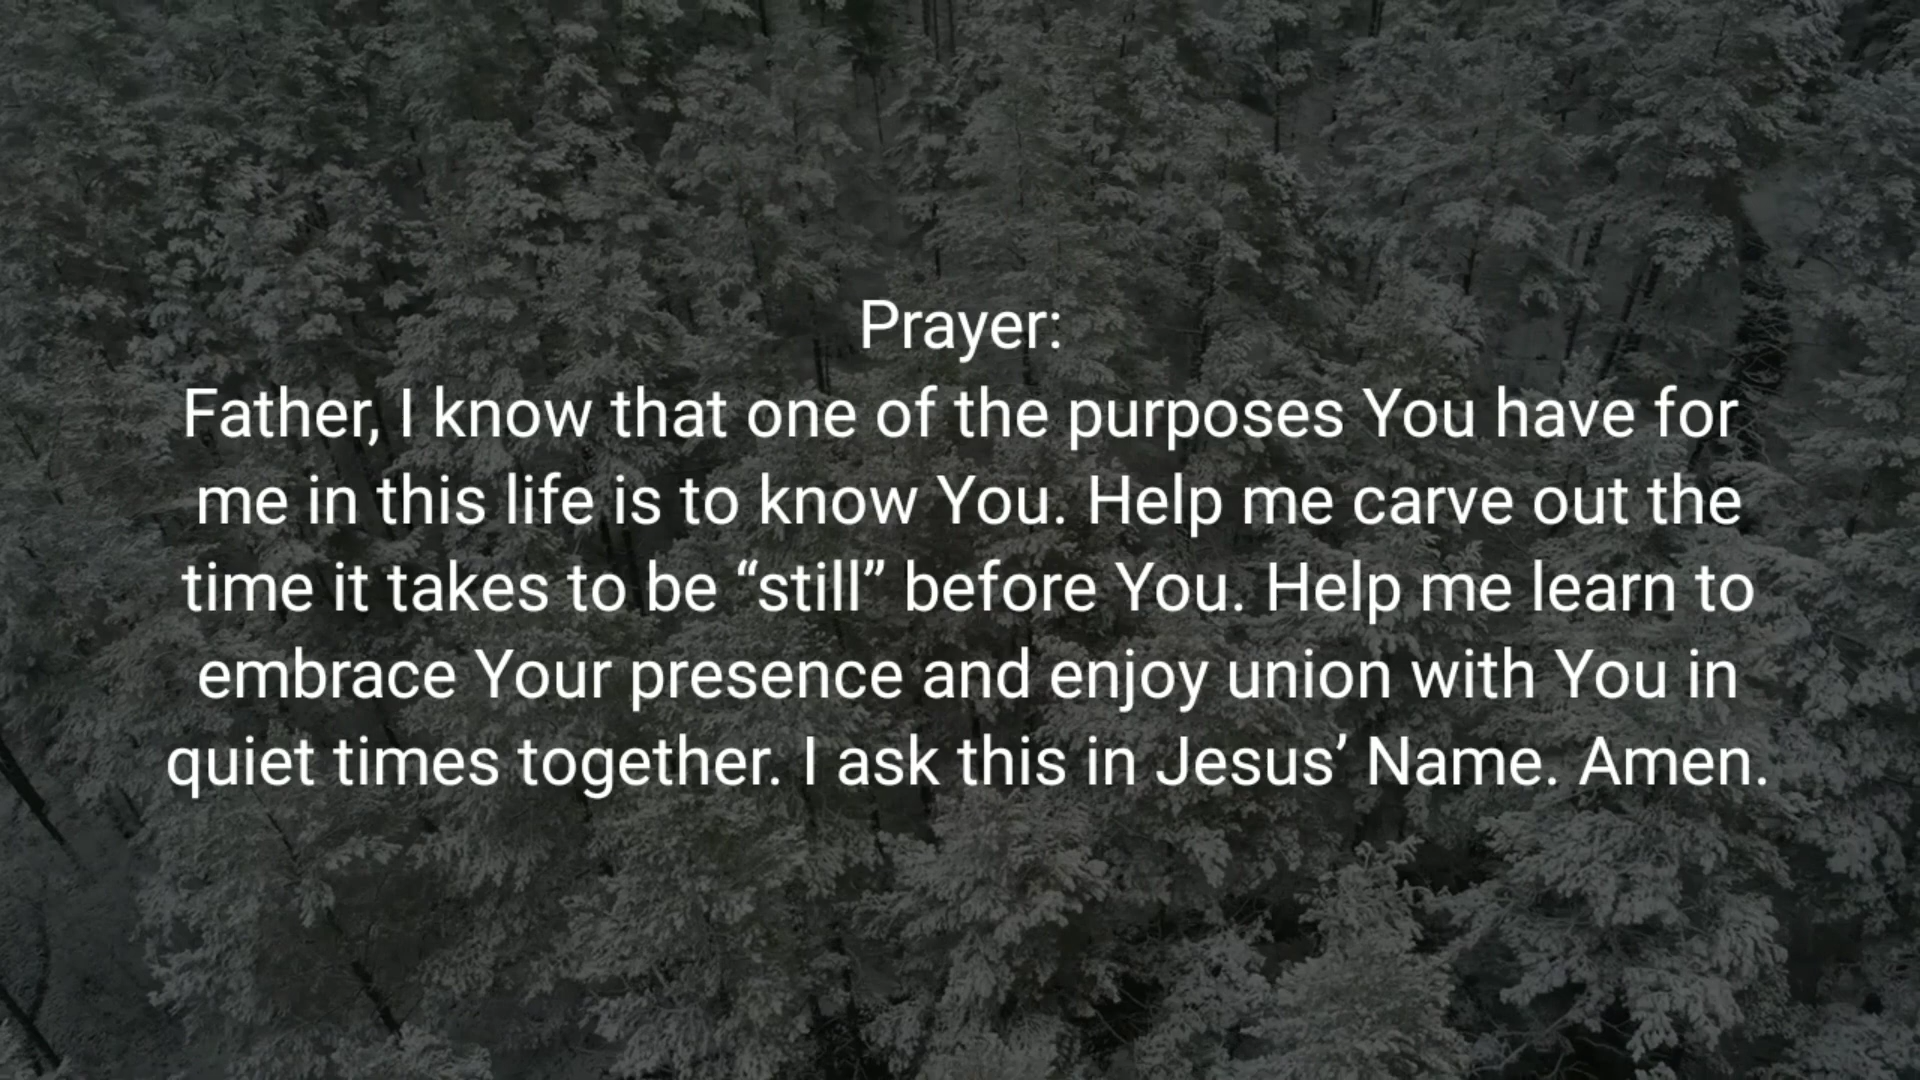 Prayer:
Father, I know that one of the purposes You have for
me in this life is to know You. Help me carve out the
time it takes to be “still” before You. Help me learn to
embrace Your presence and enjoy union with You in
quiet times together. I ask this in Jesus’ Name. Amen.